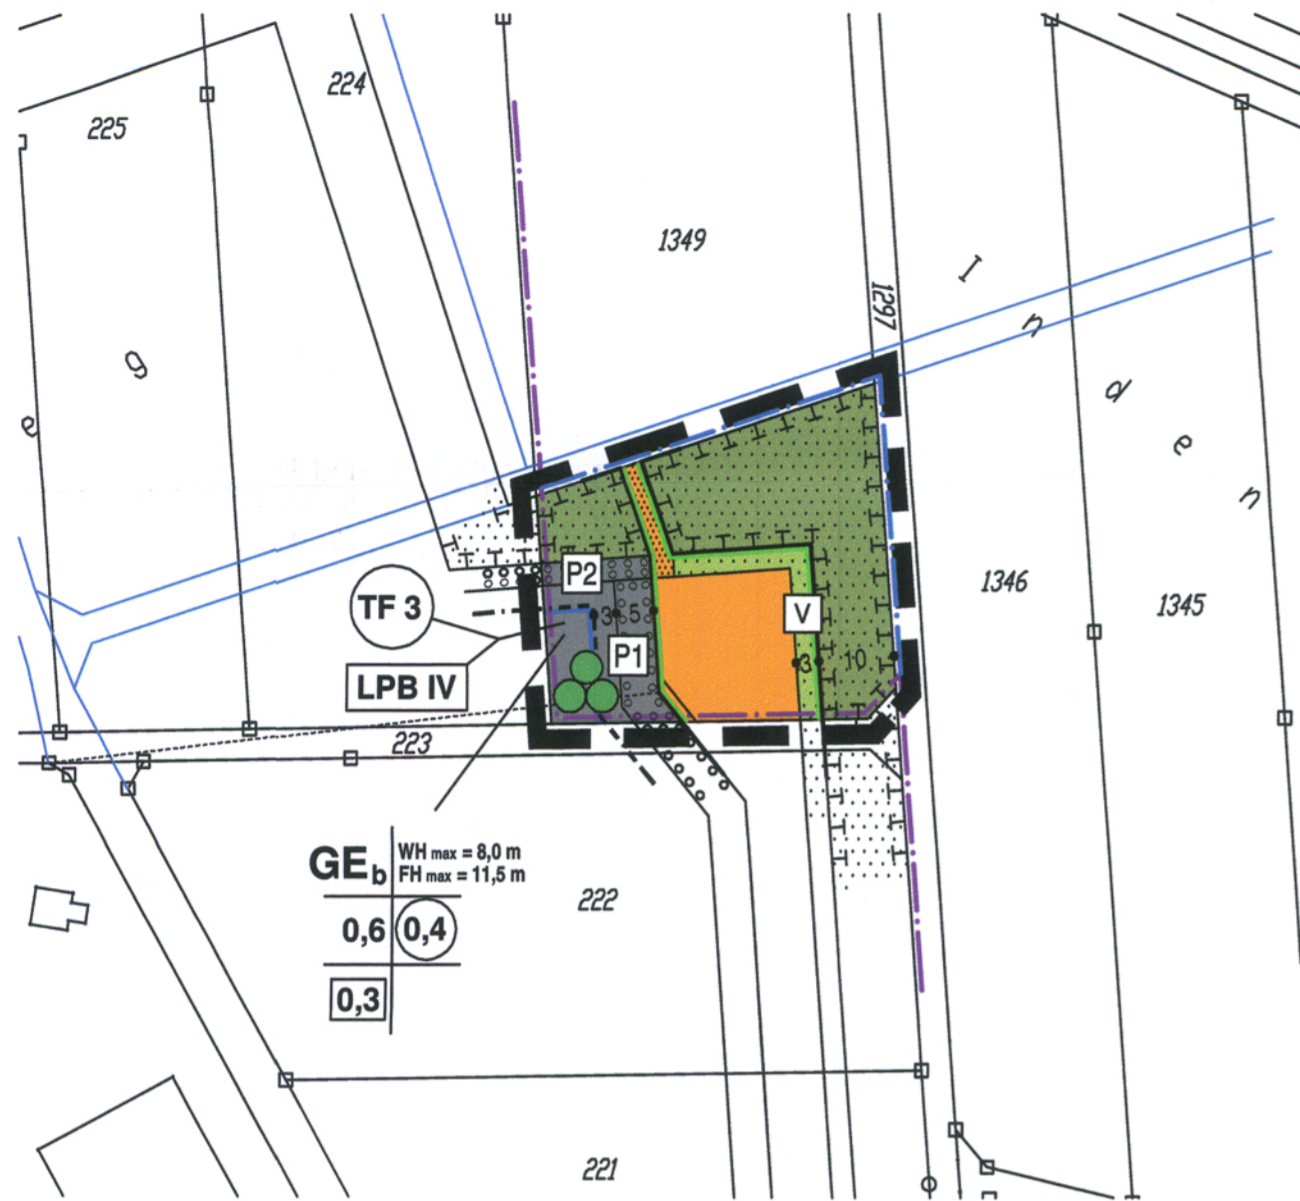 224
225
1349
1297
I
n
d
e
n
g
e
1346
1345
P2
TF 3
3
5
V
P1
3
10
LPB IV
223
GEb
WH max = 8,0 m
FH max = 11,5 m
0,6
0,4
0,3
222
221